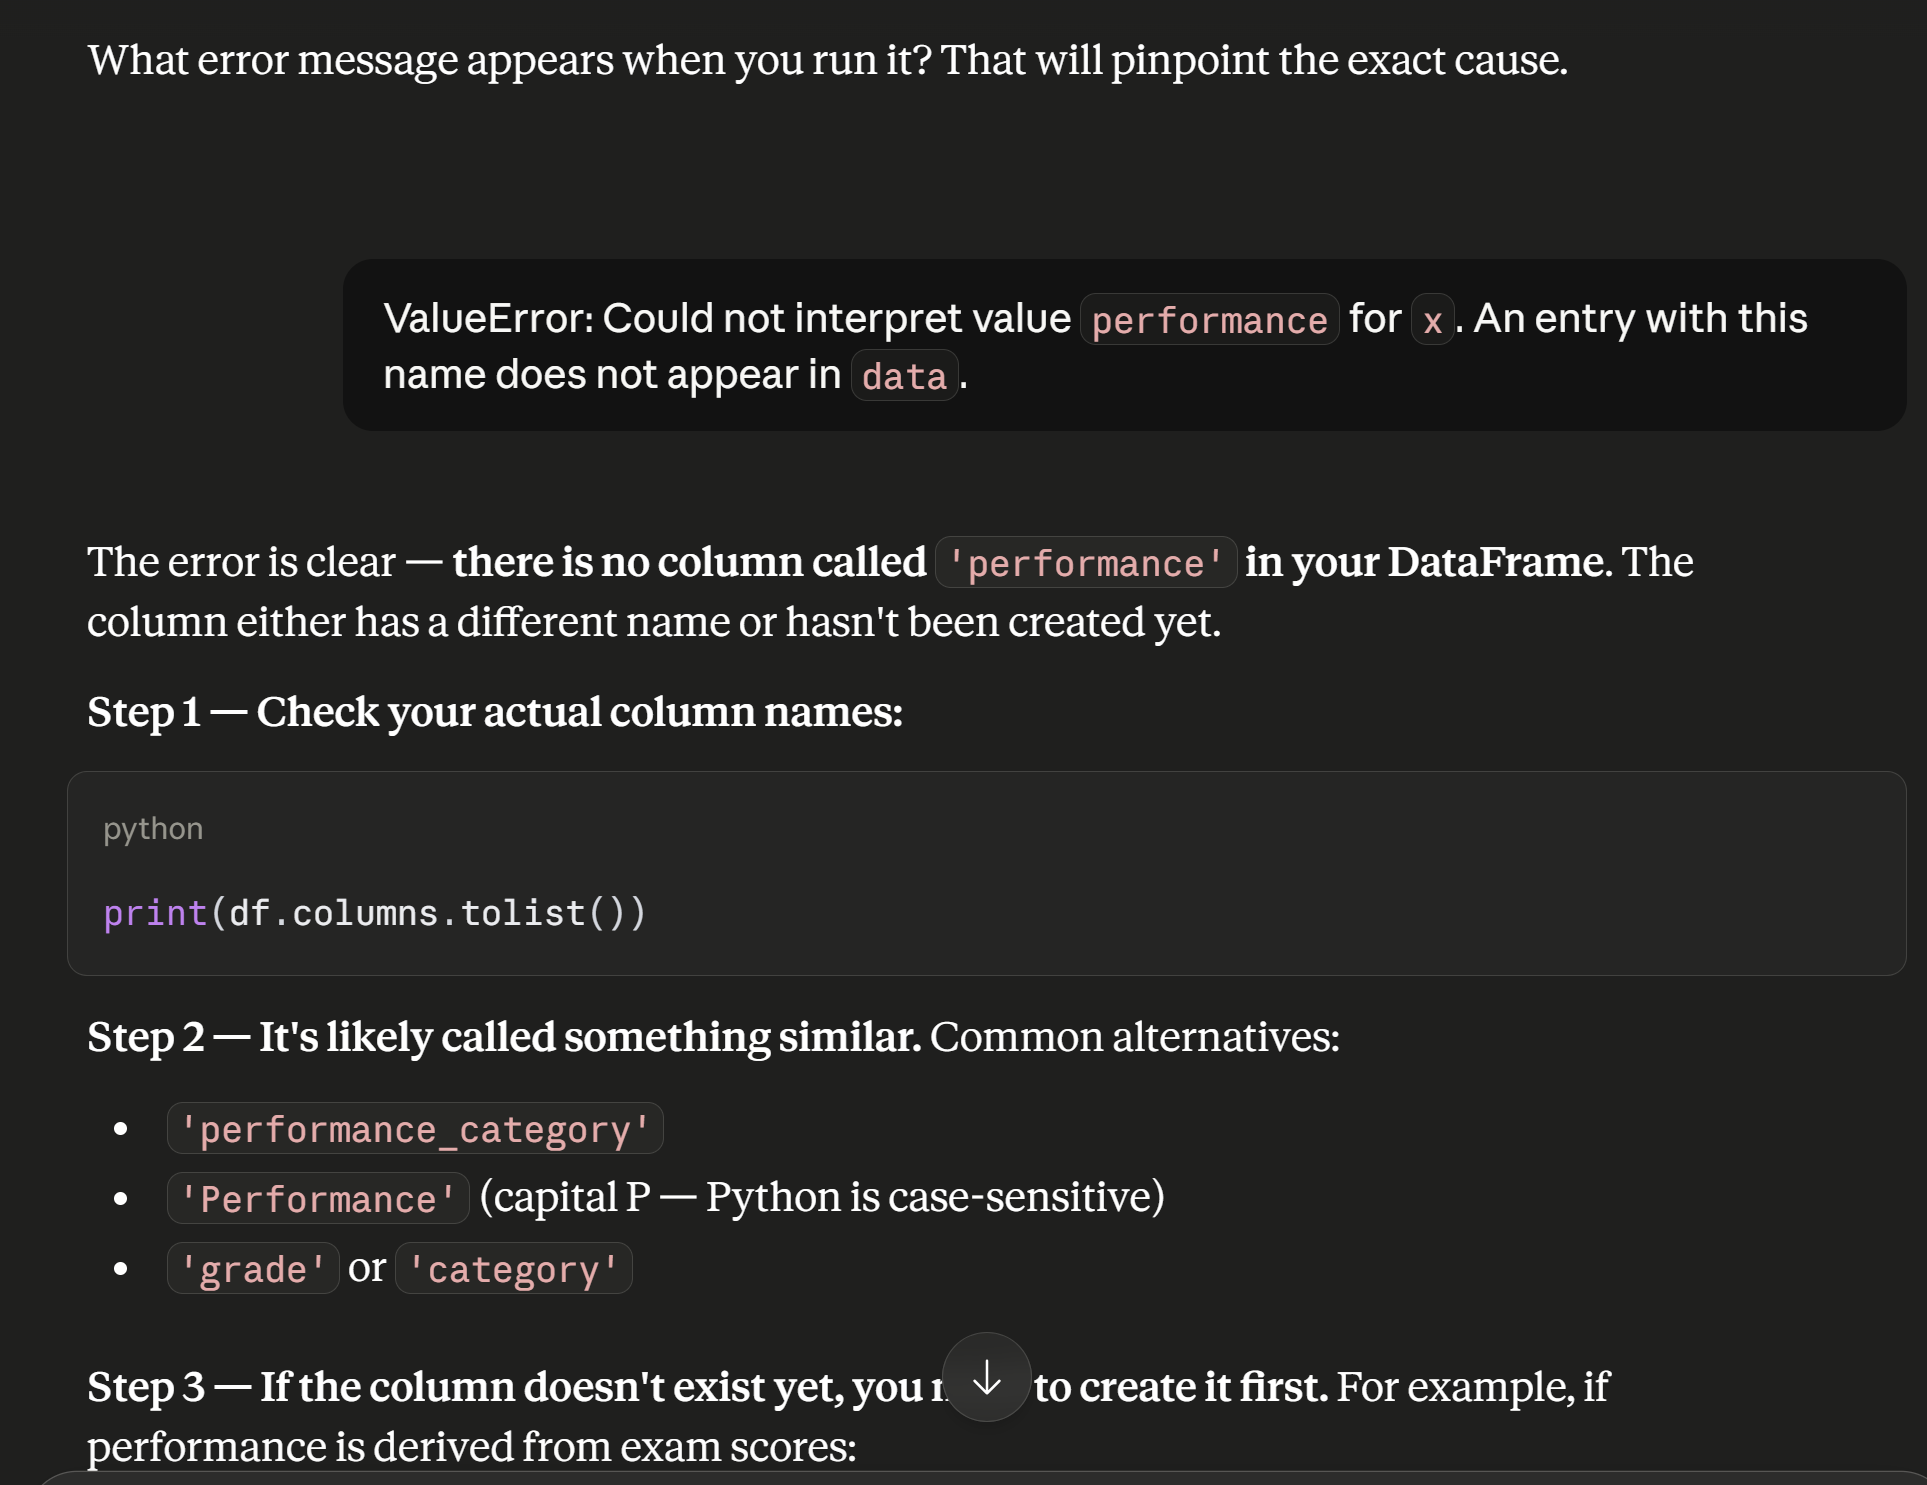 What error message appears when you run it? That will pinpoint the exact cause.
ValueError: Could not interpret value performance for x. An entry with this
name does not appear in data.
The error is clear — there is no column called 'performance' in your DataFrame. The
column either has a different name or hasn't been created yet.
Step 1 — Check your actual column names:
python
print(df.columns.tolist())
Step 2 — It's likely called something similar. Common alternatives:
• 'performance_category'
• 'Performance' (capital P — Python is case-sensitive)
• 'grade' or 'category'
Step 3 — If the column doesn't exist yet, you to create it first. For example, if
performance is derived from exam scores: